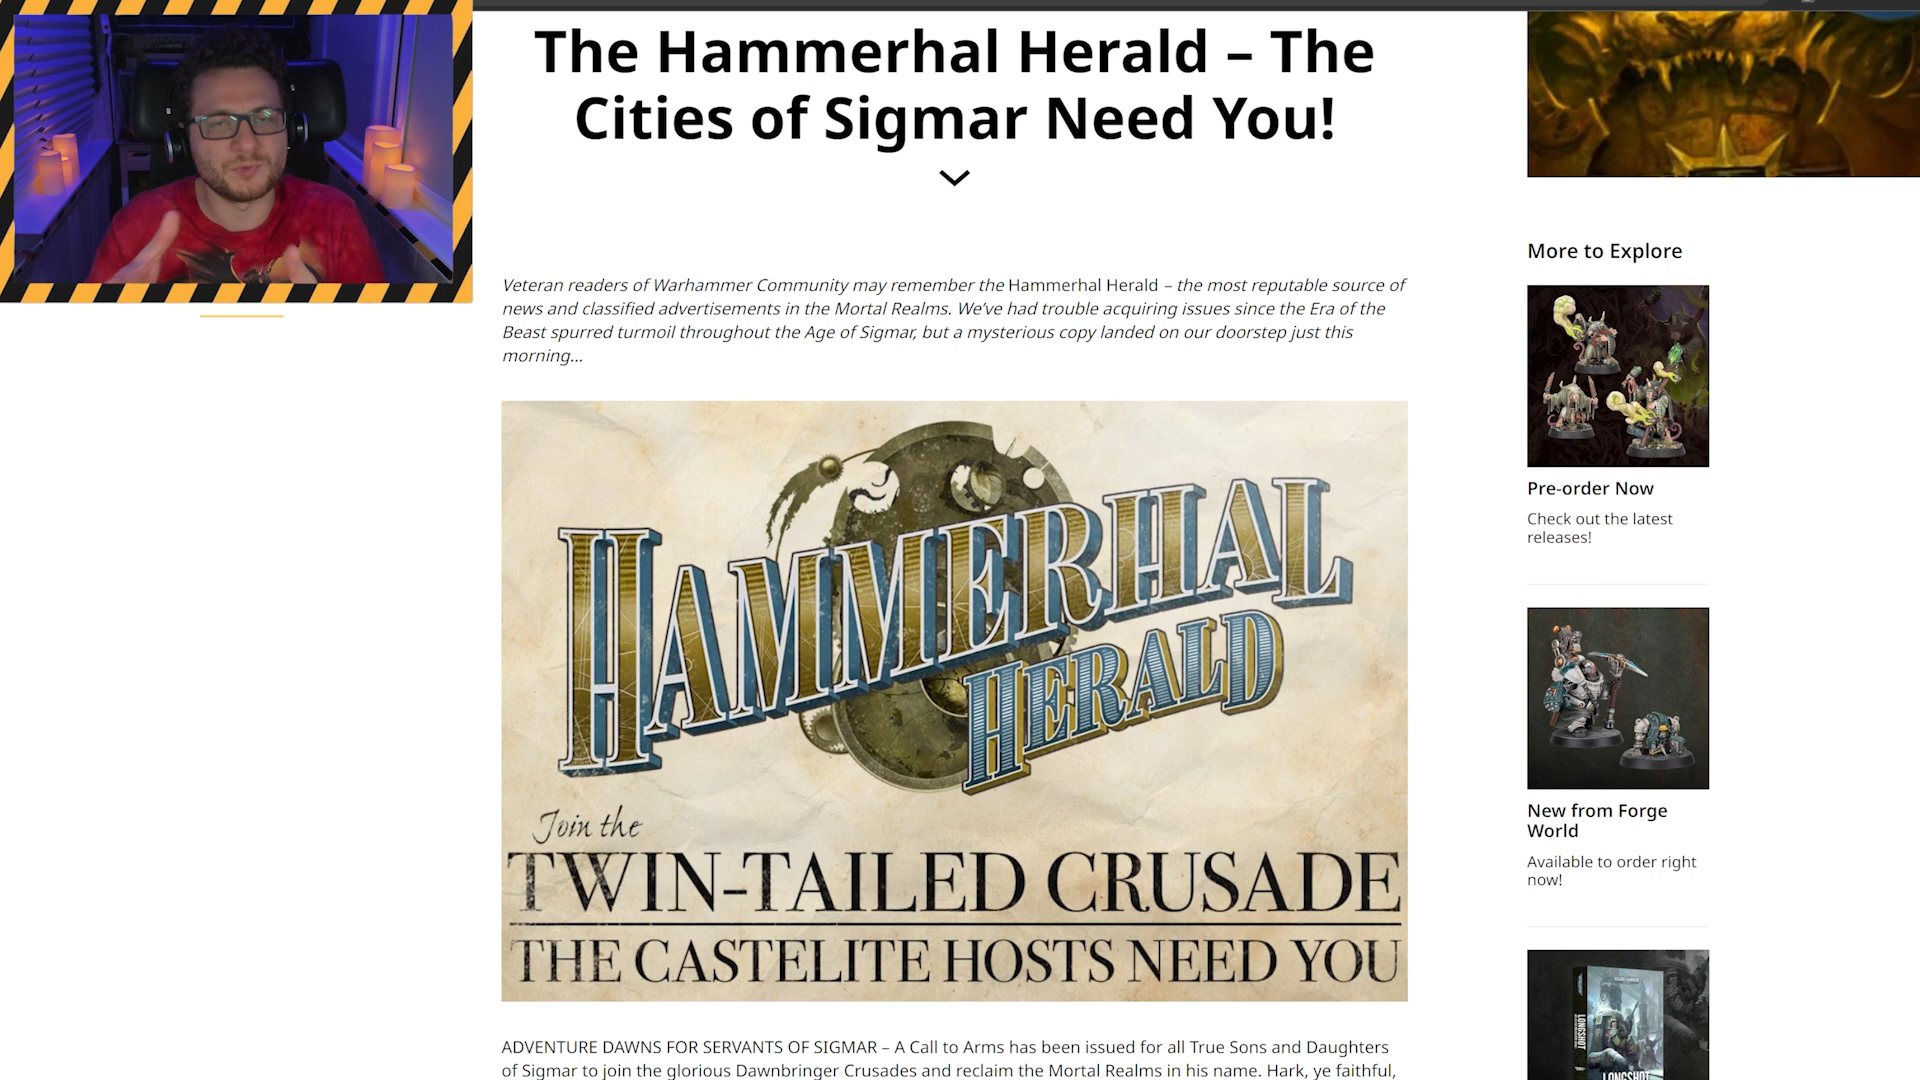 The Hammerhal Herald – The
Cities of Sigmar Need You!
Veteran readers of Warhammer Community may remember the Hammerhal Herald – the most reputable source of
news and classified advertisements in the Mortal Realms. We’ve had trouble acquiring issues since the Era of the
Beast spurred turmoil throughout the Age of Sigmar, but a mysterious copy landed on our doorstep just this
morning...
HAMMERHAL
HERALD
Join the
TWIN-TAILED CRUSADE
THE CASTELITE HOSTS NEED YOU
ADVENTURE DAWNS FOR SERVANTS OF SIGMAR – A Call to Arms has been issued for all True Sons and Daughters
of Sigmar to join the glorious Dawnbringer Crusades and reclaim the Mortal Realms in his name. Hark, ye faithful,
More to Explore
Pre-order Now
Check out the latest
releases!
New from Forge
World
Available to order right
now!
LONGSHOT
LONGSHOT